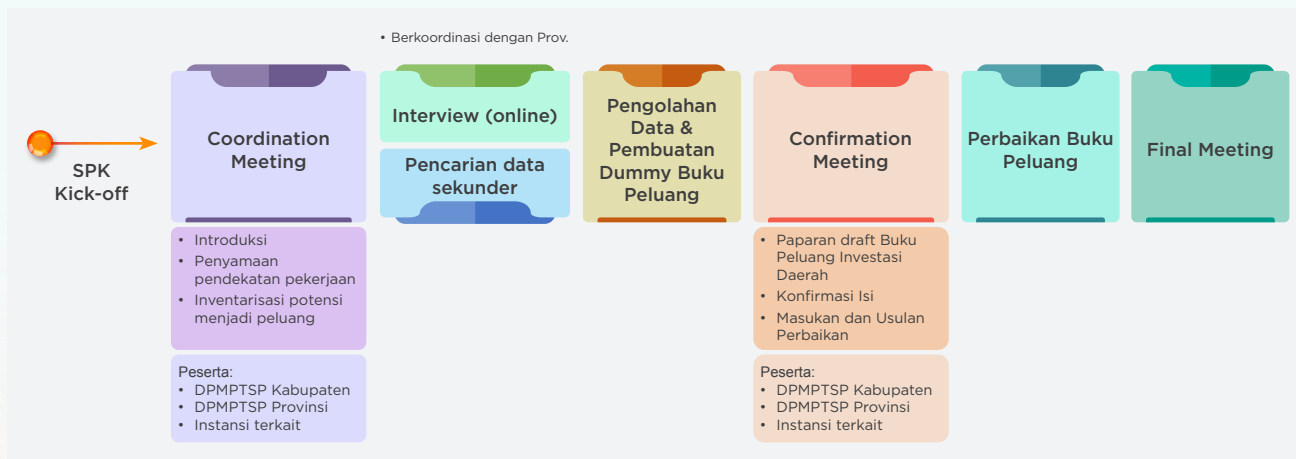 • Berkoordinasi dengan Prov.
SPK
Kick-off
Coordination
Meeting
• Introduksi
• Penyamaan
pendekatan pekerjaan
• Inventarisasi potensi
menjadi peluang
Peserta:
• DPMPTSP Kabupaten
• DPMPTSP Provinsi
• Instansi terkait
Interview (online)
Pencarian data
sekunder
Pengolahan
Data &
Pembuatan
Dummy Buku
Peluang
Confirmation
Meeting
• Paparan draft Buku
Peluang Investasi
Daerah
• Konfirmasi Isi
• Masukan dan Usulan
Perbaikan
Peserta:
• DPMPTSP Kabupaten
• DPMPTSP Provinsi
• Instansi terkait
Perbaikan Buku
Peluang
Final Meeting